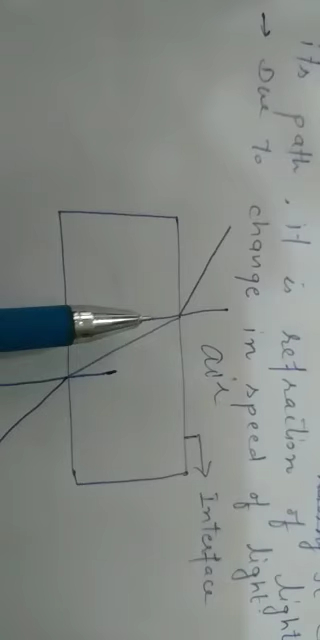 its path, it is refraction of light
→ Due to change in speed of light.
air
Interface